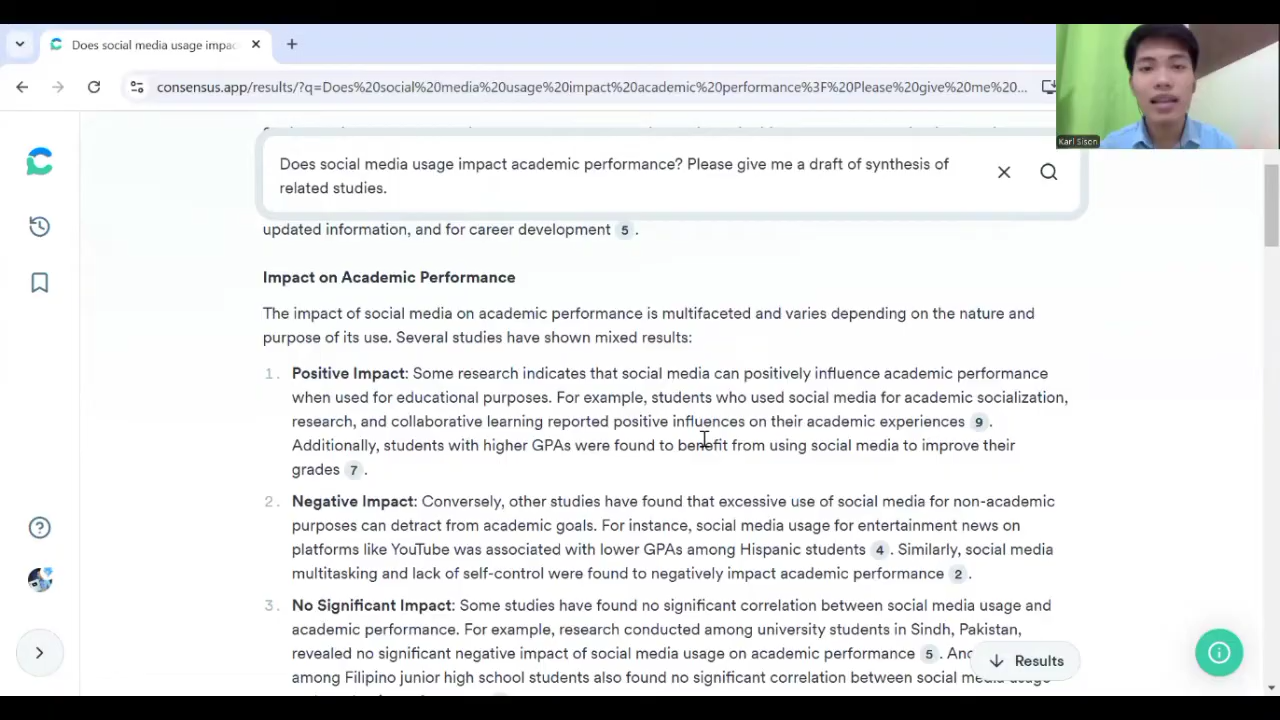 Does social media usage impac
consensus.app/results/?q=Does%20social%20media%20usage%20impact%20academic%20performance%3F%20Please%20give%20me%20...
Karl Sison
Does social media usage impact academic performance? Please give me a draft of synthesis of
related studies.
updated information, and for career development 5 .
Impact on Academic Performance
The impact of social media on academic performance is multifaceted and varies depending on the nature and
purpose of its use. Several studies have shown mixed results:
1. Positive Impact: Some research indicates that social media can positively influence academic performance
when used for educational purposes. For example, students who used social media for academic socialization,
research, and collaborative learning reported positive influences on their academic experiences 9 .
Additionally, students with higher GPAs were found to benefit from using social media to improve their
grades 7 .
2. Negative Impact: Conversely, other studies have found that excessive use of social media for non-academic
purposes can detract from academic goals. For instance, social media usage for entertainment news on
platforms like YouTube was associated with lower GPAs among Hispanic students 4 . Similarly, social media
multitasking and lack of self-control were found to negatively impact academic performance 2 .
3. No Significant Impact: Some studies have found no significant correlation between social media usage and
academic performance. For example, research conducted among university students in Sindh, Pakistan,
revealed no significant negative impact of social media usage on academic performance 5 .
Results
among Filipino junior high school students also found no significant correlation between social media usage